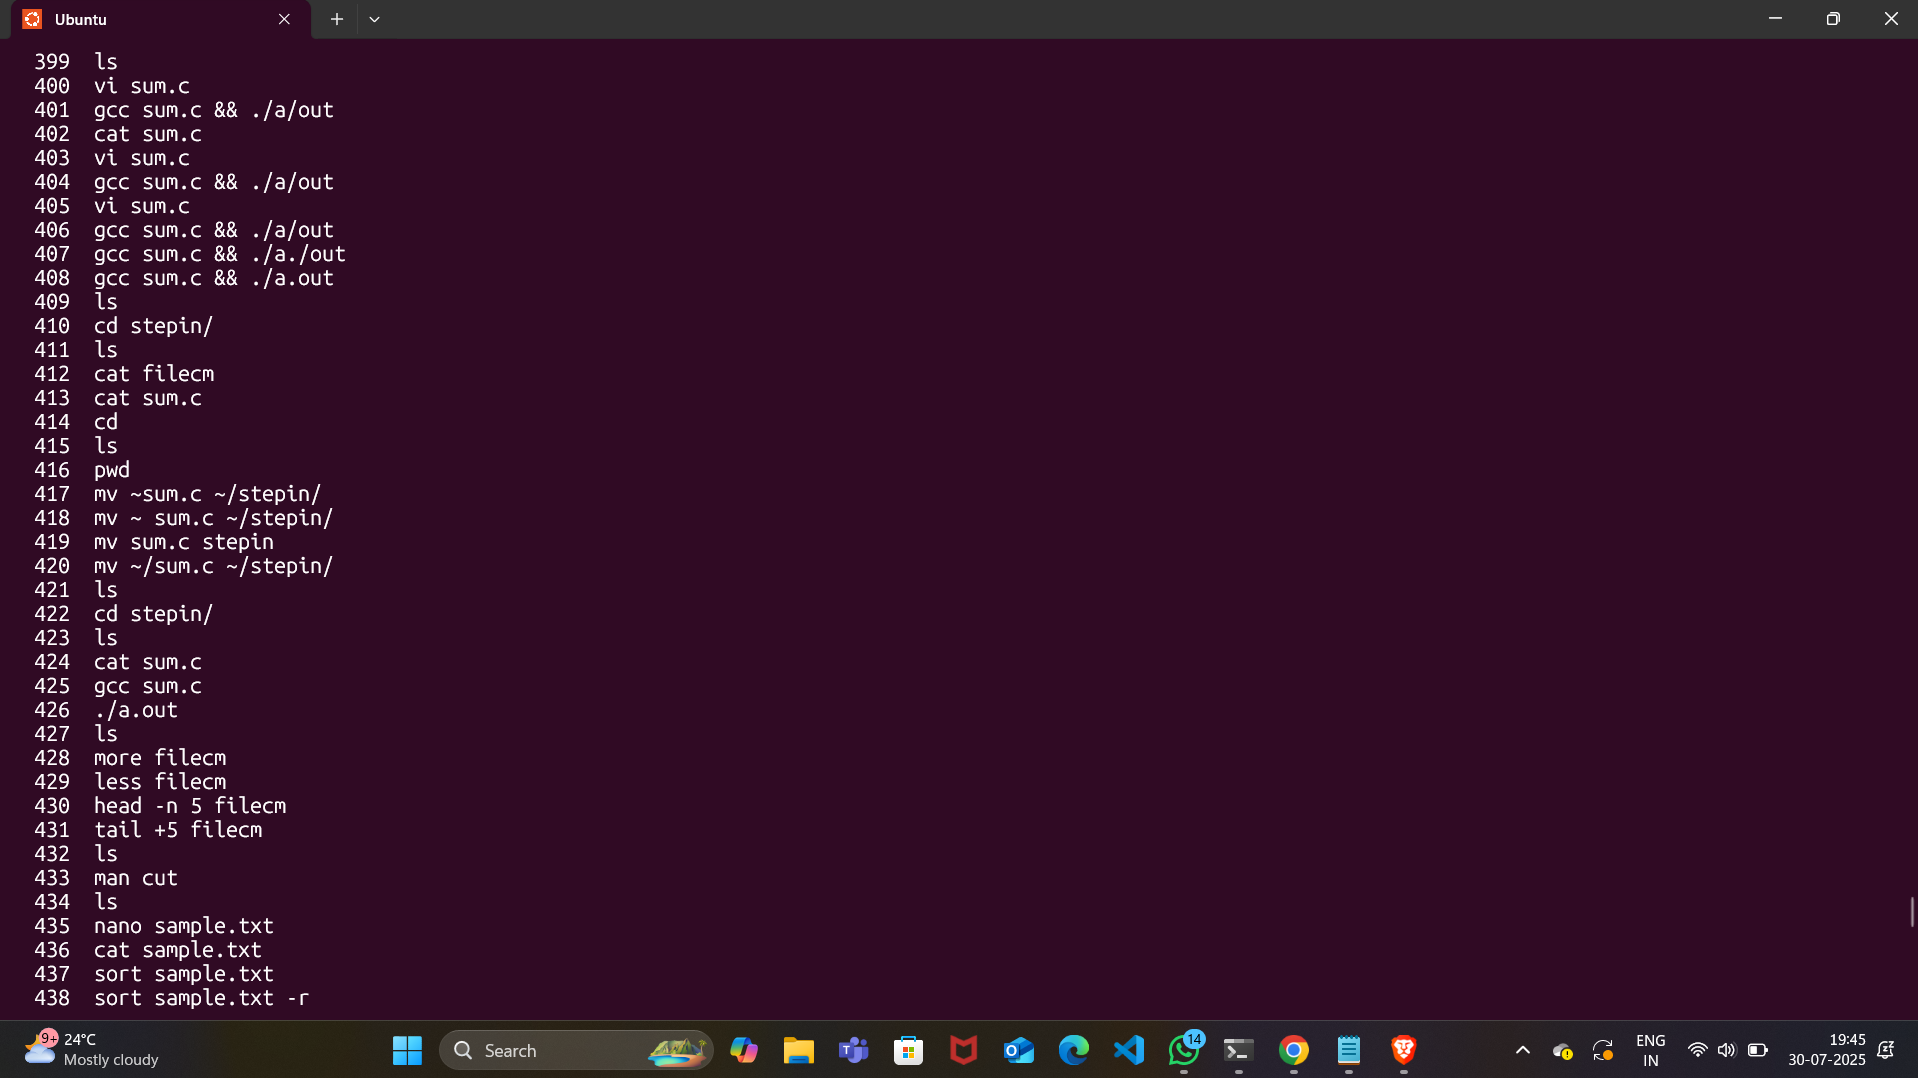 Ubuntu
399 ls
400 vi sum.c
401 gcc sum.c && ./a/out
402 cat sum.c
403 vi sum.c
404 gcc sum.c && ./a/out
405 vi sum.c
406 gcc sum.c && ./a/out
407 gcc sum.c && ./a./out
408 gcc sum.c && ./a.out
409 ls
410 cd stepin/
411 ls
412 cat filecm
413 cat sum.c
414 cd
415 ls
416 pwd
417 mv ~sum.c ~/stepin/
418 mv ~ sum.c ~/stepin/
419 mv sum.c stepin
420 mv ~/sum.c ~/stepin/
421 ls
422 cd stepin/
423 ls
424 cat sum.c
425 gcc sum.c
426 ./a.out
427 ls
428 more filecm
429 less filecm
430 head -n 5 filecm
431 tail +5 filecm
432 ls
433 man cut
434 ls
435 nano sample.txt
436 cat sample.txt
437 sort sample.txt
438 sort sample.txt -r
9+
24°C
Mostly cloudy
Search
14
ENG
IN
19:45
30-07-2025